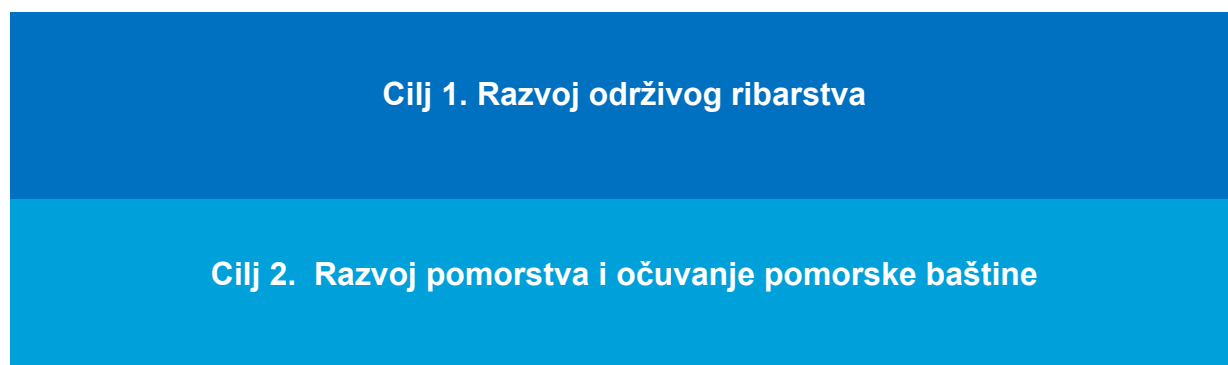 Cilj 1. Razvoj održivog ribarstva
Cilj 2.  Razvoj pomorstva i očuvanje pomorske baštine